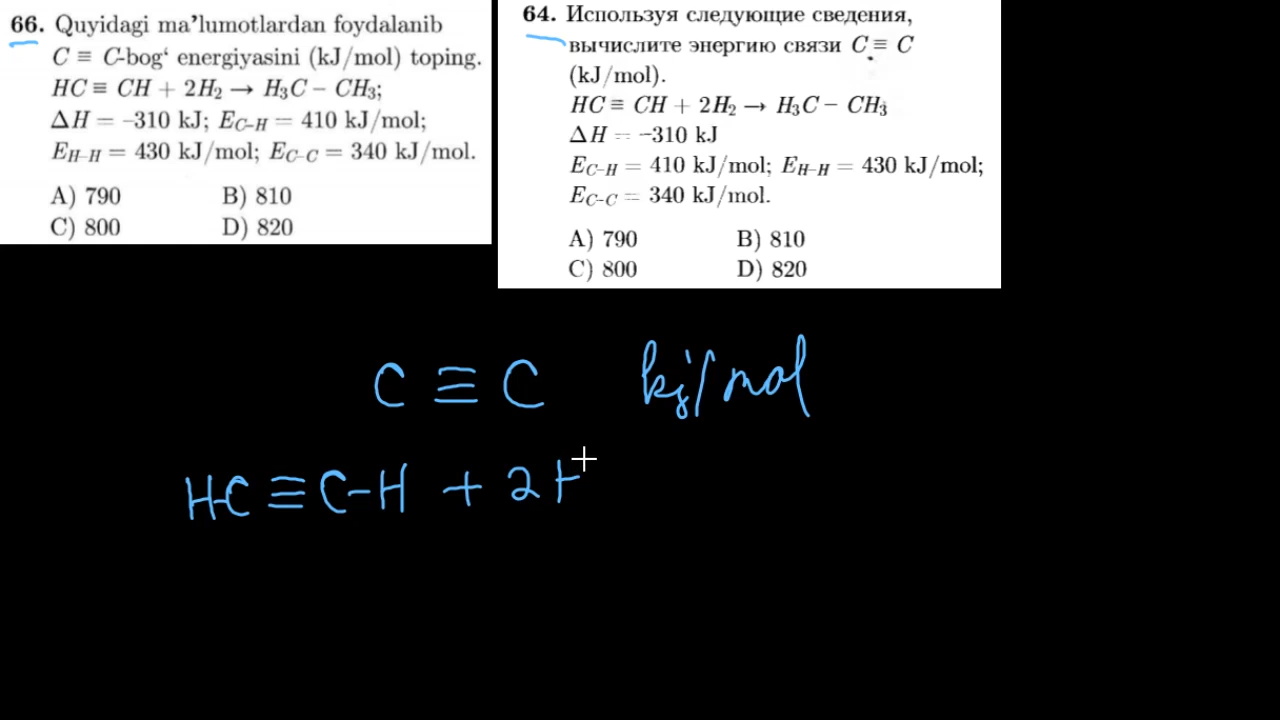 66. Quyidagi ma’lumotlardan foydalanib
C ≡ C-bog‘ energiyasini (kJ/mol) toping.
HC ≡ CH + 2H₂ → H₃C − CH₃;
ΔH = −310 kJ; E_C−H = 410 kJ/mol;
E_H−H = 430 kJ/mol; E_C−C = 340 kJ/mol.
A) 790 B) 810
C) 800 D) 820
64. Используя следующие сведения,
вычислите энергию связи C ≡ C
(kJ/mol).
HC ≡ CH + 2H₂ → H₃C − CH₃
ΔH = −310 kJ
E_C−H = 410 kJ/mol; E_H−H = 430 kJ/mol;
E_C−C = 340 kJ/mol.
A) 790 B) 810
C) 800 D) 820
C ≡ C kj/mol
H-C ≡ C-H + 2